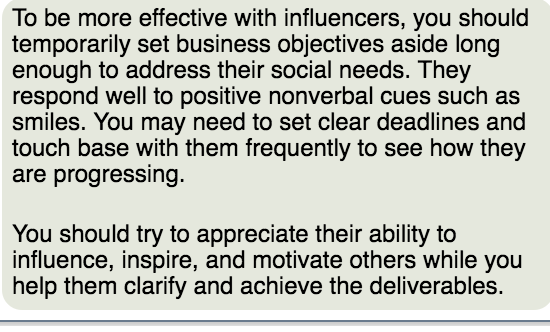 To be more effective with influencers, you should
temporarily set business objectives aside long
enough to address their social needs. They
respond well to positive nonverbal cues such as
smiles. You may need to set clear deadlines and
touch base with them frequently to see how they
are progressing.
You should try to appreciate their ability to
influence, inspire, and motivate others while you
help them clarify and achieve the deliverables.